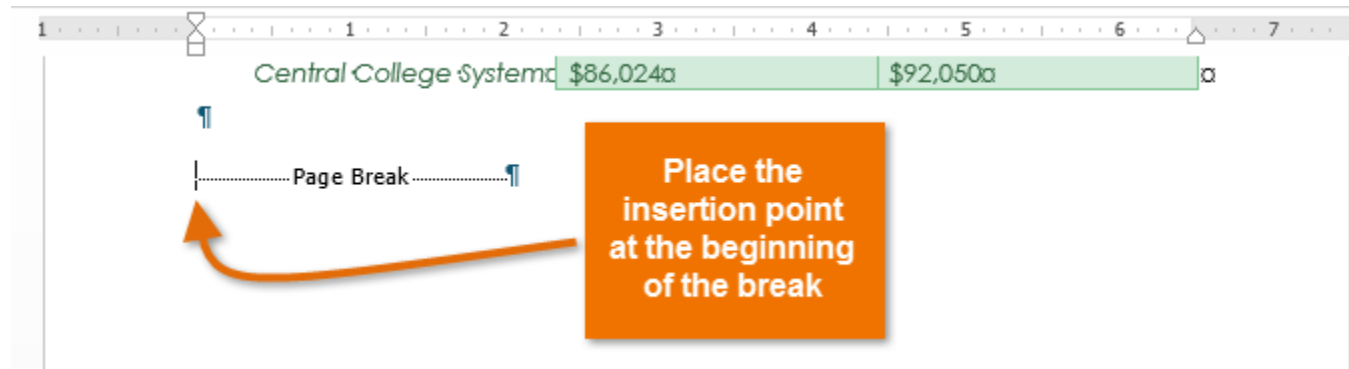 1 1 2 3 4 5 6 7
Central College System¤ $86,024¤ $92,050¤ ¤
¶
Page Break ¶
Place the
insertion point
at the beginning
of the break